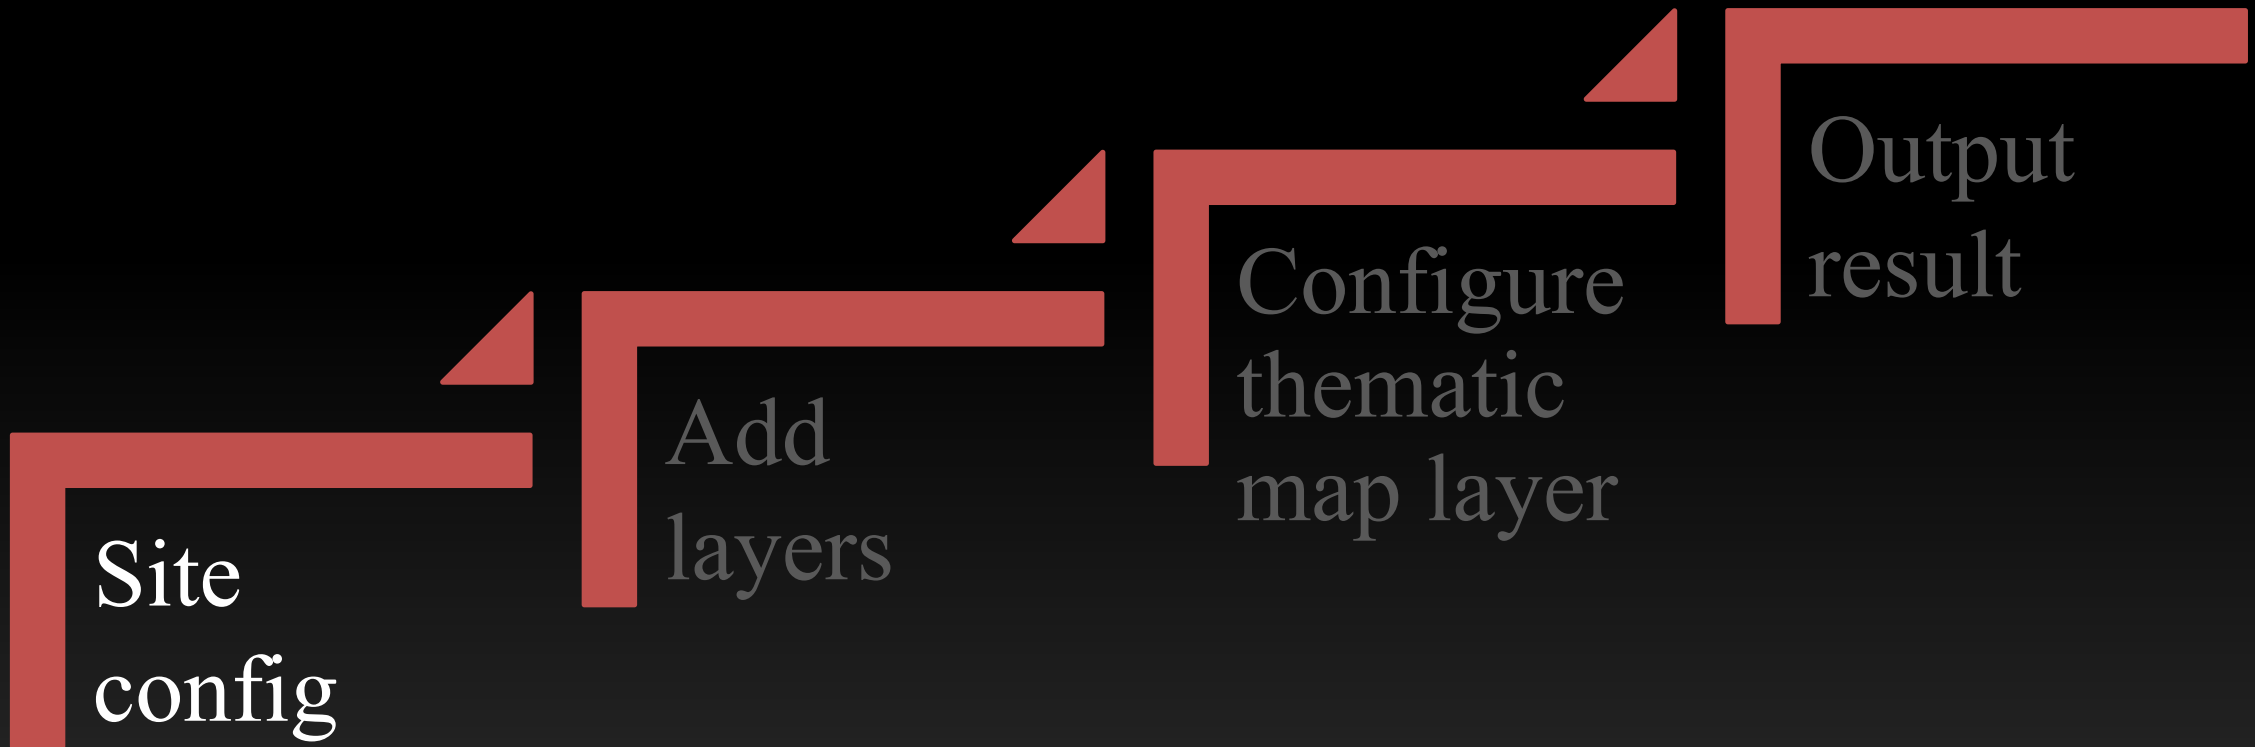 Site
config
Add
layers
Configure
thematic
map layer
Output
result